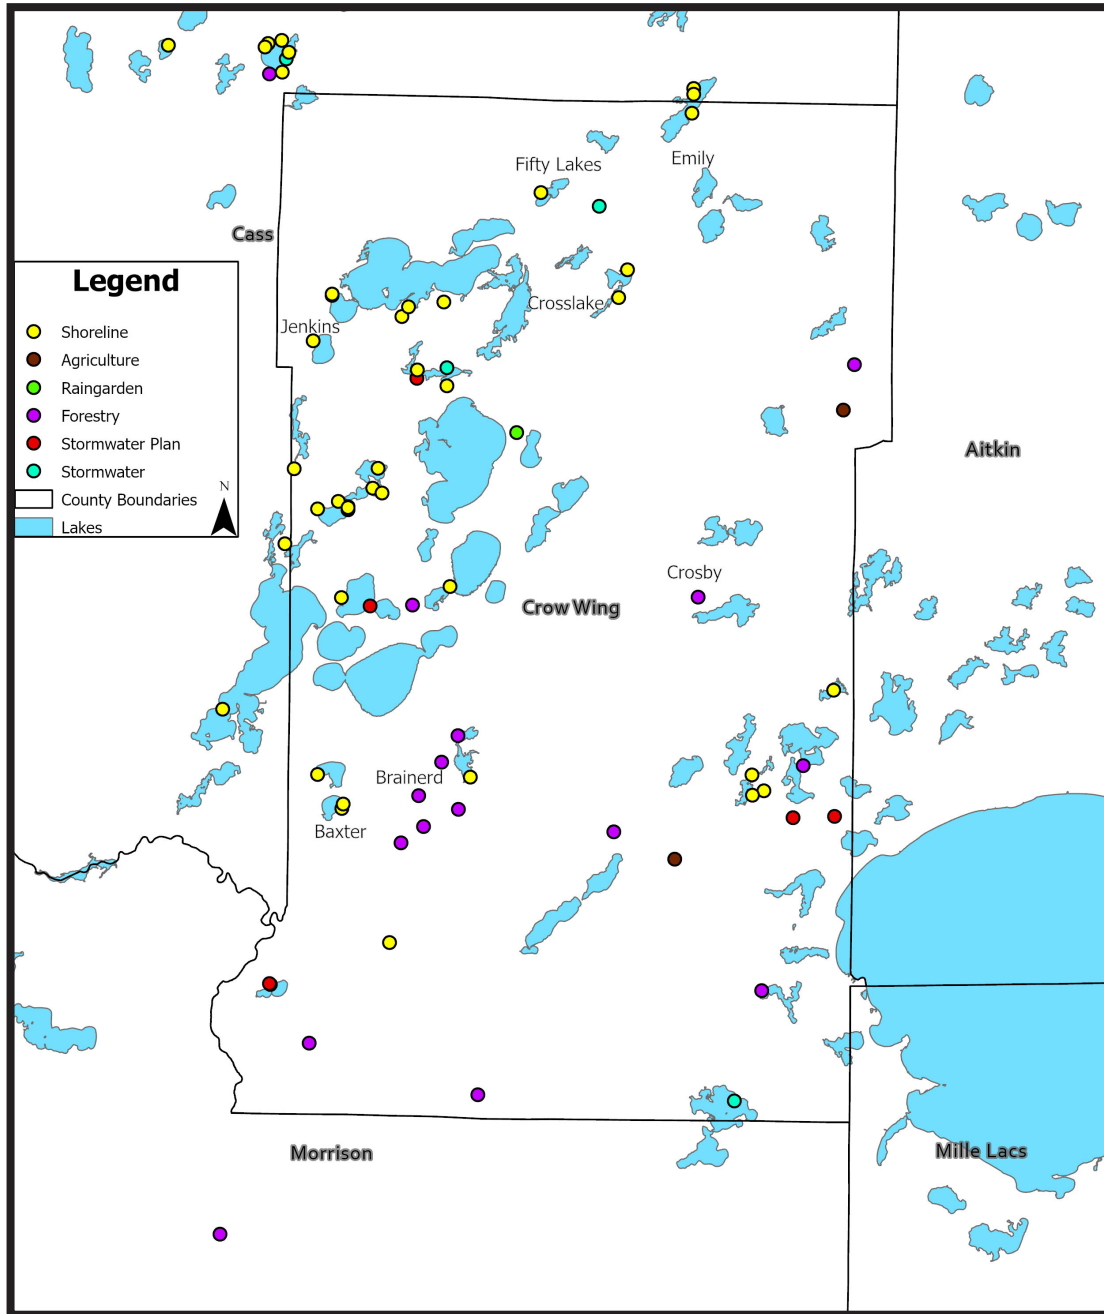 Emily
Fifty Lakes
Cass
Legend
Shoreline
Agriculture
Raingarden
Forestry
Stormwater Plan
Stormwater
County Boundaries
Lakes
N
Crosslake
Jenkins
Aitkin
Crosby
Crow Wing
Brainerd
Baxter
Morrison
Mille Lacs